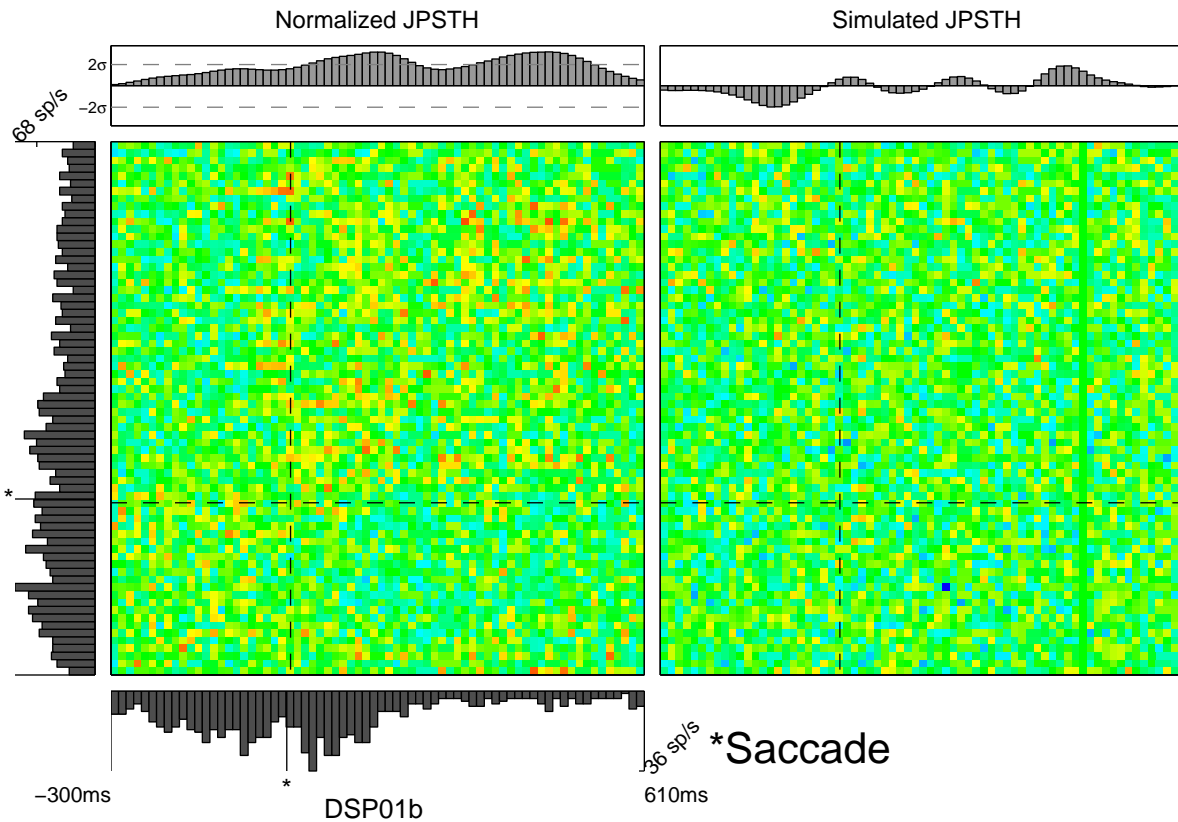 Normalized JPSTH
Simulated JPSTH
2σ
−2σ
68 sp/s
*
*
36 sp/s
*Saccade
−300ms
610ms
DSP01b